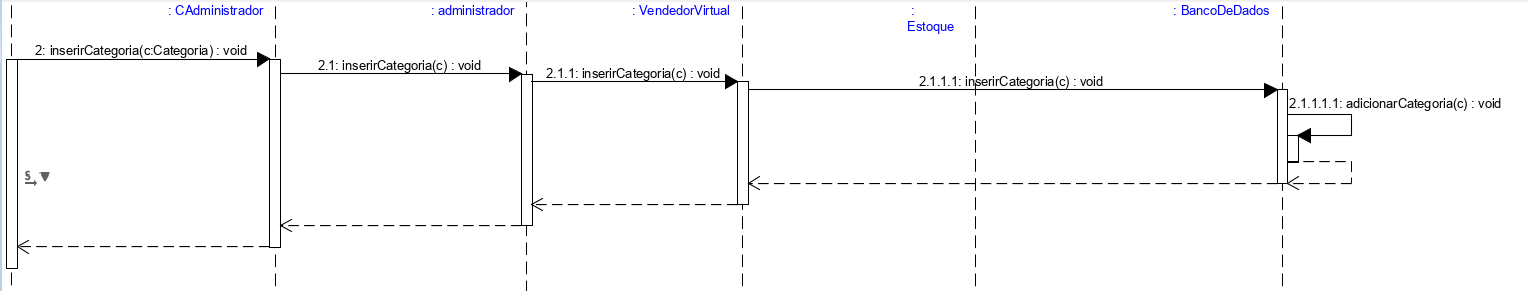 : CAdministrador
: administrador
: VendedorVirtual
:
Estoque
: BancoDeDados
2: inserirCategoria(c:Categoria) : void
2.1: inserirCategoria(c) : void
2.1.1: inserirCategoria(c) : void
2.1.1.1: inserirCategoria(c) : void
2.1.1.1.1: adicionarCategoria(c) : void
S